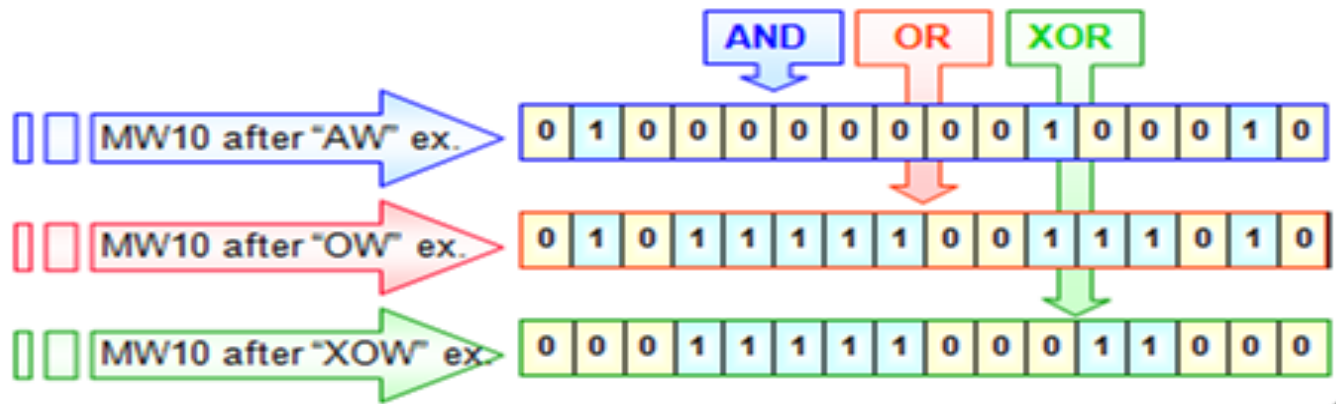 AND OR XOR
MW10 after “AW” ex. 0 1 0 0 0 0 0 0 0 0 1 0 0 0 1 0
MW10 after “OW” ex. 0 1 0 1 1 1 1 1 0 0 1 1 1 0 1 0
MW10 after “XOW” ex. 0 0 0 1 1 1 1 1 0 0 0 1 1 0 0 0